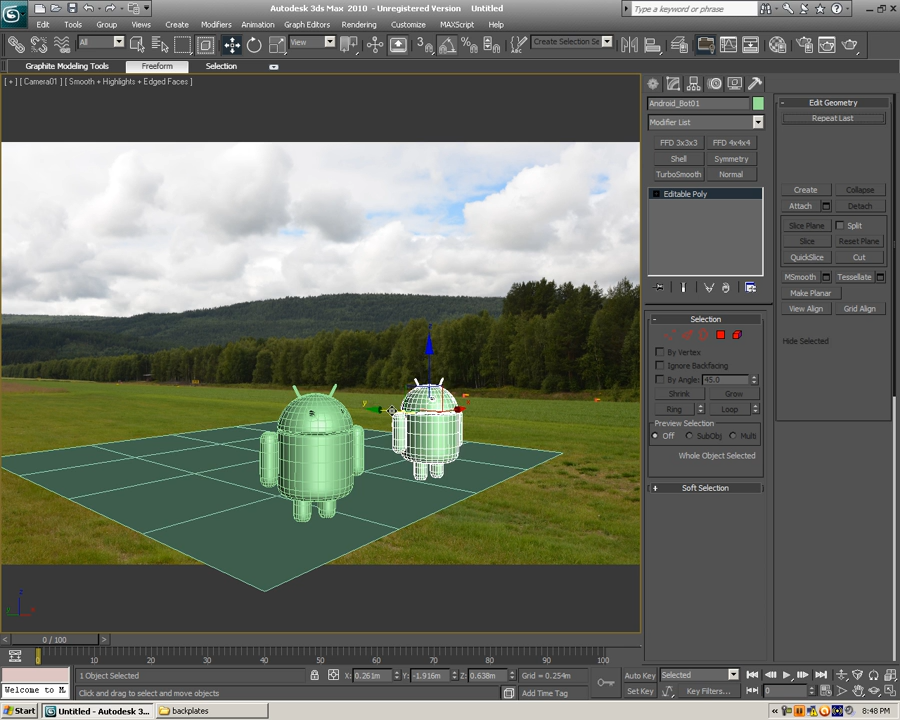 Autodesk 3ds Max 2010 - Unregistered Version Untitled
Type a keyword or phrase
Edit Tools Group Views Create Modifiers Animation Graph Editors Rendering Customize MAXScript Help
All View Create Selection Se
Graphite Modeling Tools Freeform Selection
[ + ] [ Camera01 ] [ Smooth + Highlights + Edged Faces ]
Android_Bot01
Modifier List
FFD 3x3x3 FFD 4x4x4
Shell Symmetry
TurboSmooth Normal
Editable Poly
- Selection
By Vertex
Ignore Backfacing
By Angle: 45.0
Shrink Grow
Ring Loop
Preview Selection
Off SubObj Multi
Whole Object Selected
+ Soft Selection
- Edit Geometry
Repeat Last
Create Collapse
Attach Detach
Slice Plane Split
Slice Reset Plane
QuickSlice Cut
MSmooth Tessellate
Make Planar
View Align Grid Align
Hide Selected
y
z
y x
< 0 / 100 >
0 10 20 30 40 50 60 70 80 90 100
1 Object Selected X: 0.261m Y: -1.916m Z: 0.638m Grid = 0.254m Auto Key Selected
Welcome to M Click and drag to select and move objects Add Time Tag Set Key Key Filters... 0
Start Untitled - Autodesk 3... backplates 8:48 PM